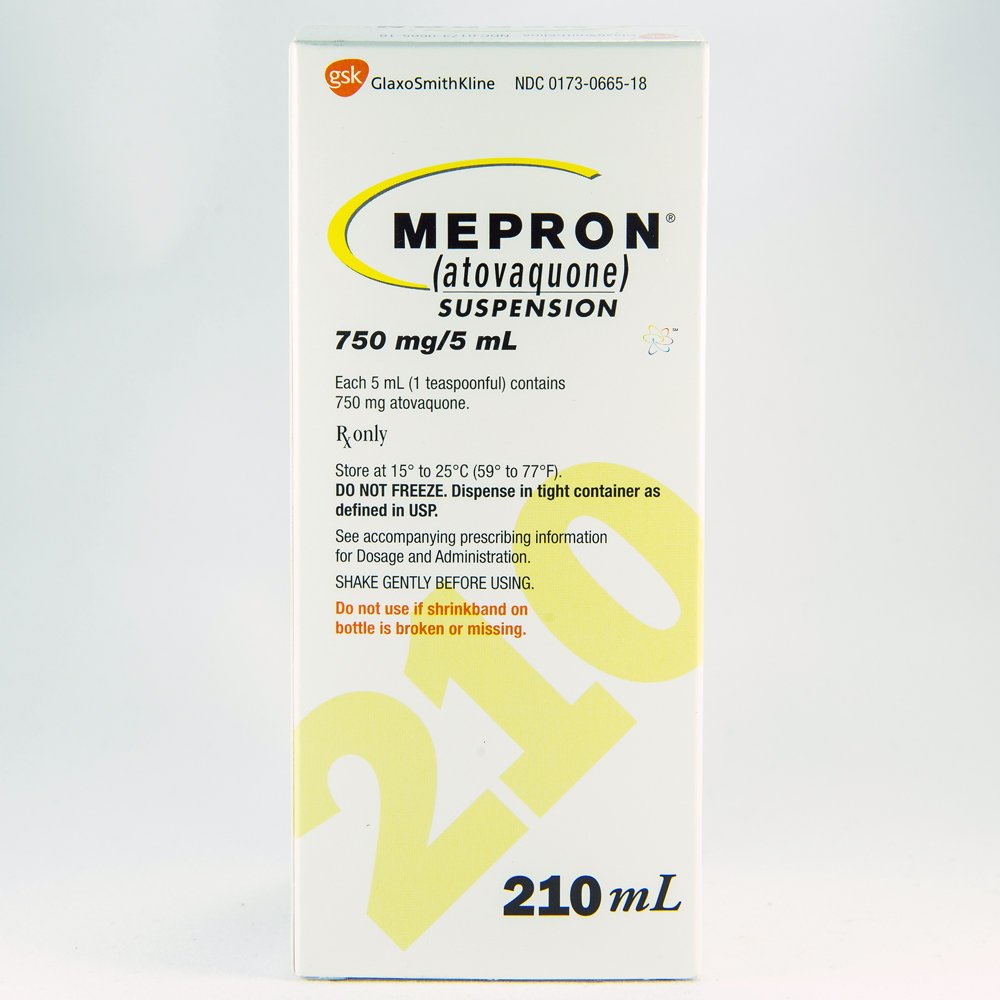 gsk GlaxoSmithKline NDC 0173-0665-18
MEPRON®
(atovaquone)
SUSPENSION
750 mg/5 mL
Each 5 mL (1 teaspoonful) contains
750 mg atovaquone.
Rx only
Store at 15° to 25°C (59° to 77°F).
DO NOT FREEZE. Dispense in tight container as
defined in USP.
See accompanying prescribing information
for Dosage and Administration.
SHAKE GENTLY BEFORE USING.
Do not use if shrinkband on
bottle is broken or missing.
210
210 mL